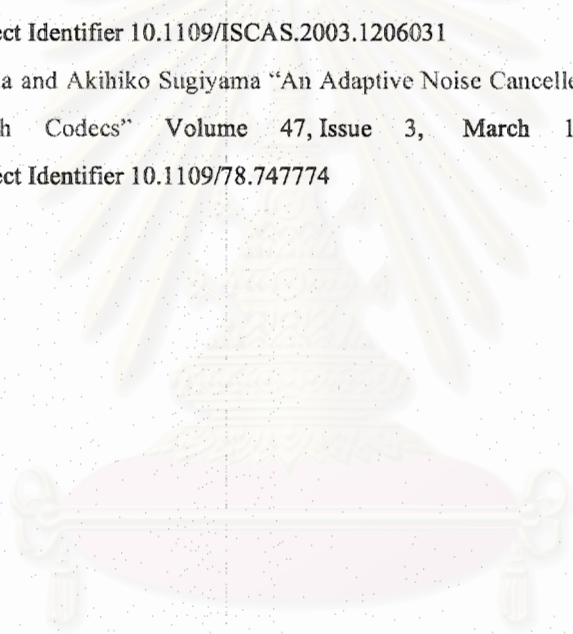 ect Identifier 10.1109/ISCAS.2003.1206031
a and Akihiko Sugiyama “An Adaptive Noise Cancelle
h Codecs” Volume 47, Issue 3, March 1
ect Identifier 10.1109/78.747774